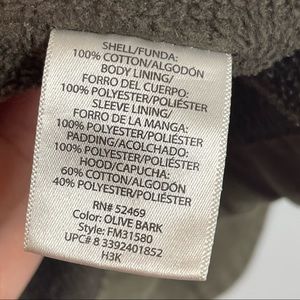 SHELL/FUNDA:
100% COTTON/ALGODÓN
BODY LINING/
FORRO DEL CUERPO:
100% POLYESTER/POLIÉSTER
SLEEVE LINING/
FORRO DE LA MANGA:
100% POLYESTER/POLIÉSTER
PADDING/ACOLCHADO:
100% POLYESTER/POLIÉSTER
HOOD/CAPUCHA:
60% COTTON/ALGODÓN
40% POLYESTER/POLIÉSTER
RN# 52469
Color: OLIVE BARK
Style: FM31580
UPC# 8 3392401852
H3K